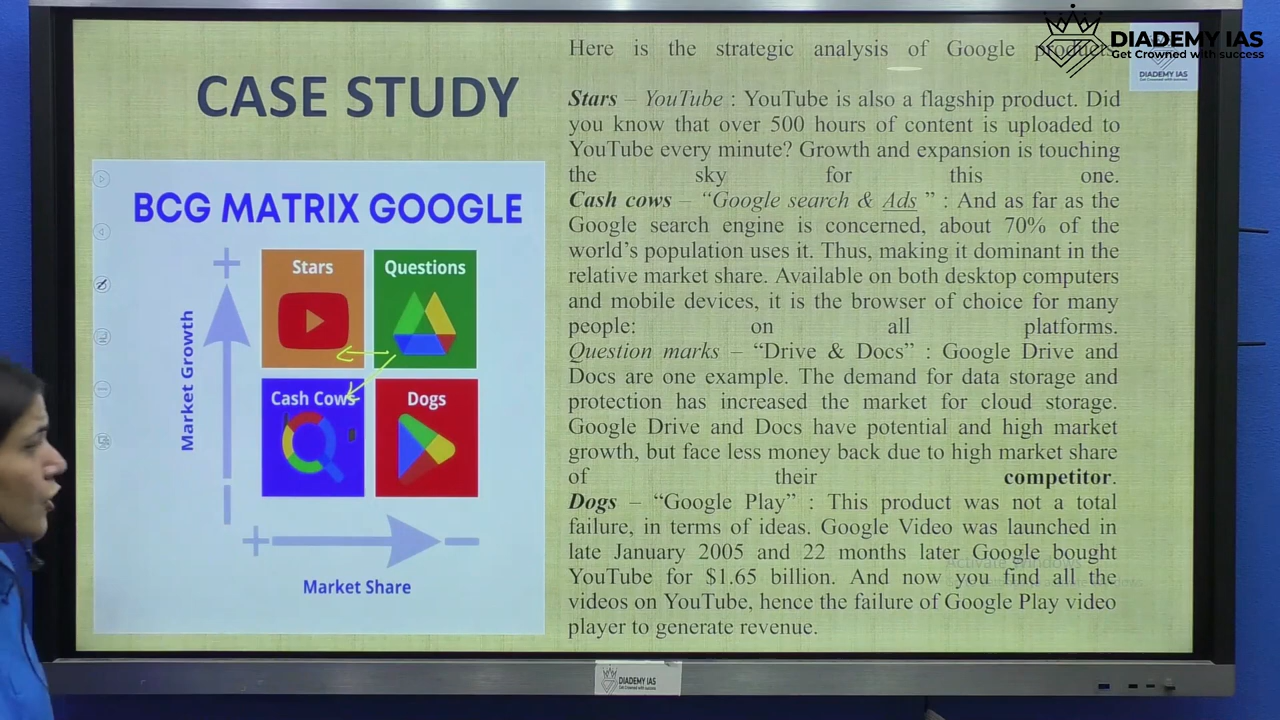 DIADEMY IAS
Get Crowned with success
DIADEMY IAS
CASE STUDY
BCG MATRIX GOOGLE
Stars
Questions
Cash Cows
Dogs
Market Growth
Market Share
Here is the strategic analysis of Google products.
Stars – YouTube : YouTube is also a flagship product. Did
you know that over 500 hours of content is uploaded to
YouTube every minute? Growth and expansion is touching
the sky for this one.
Cash cows – “Google search & Ads ” : And as far as the
Google search engine is concerned, about 70% of the
world’s population uses it. Thus, making it dominant in the
relative market share. Available on both desktop computers
and mobile devices, it is the browser of choice for many
people: on all platforms.
Question marks – “Drive & Docs” : Google Drive and
Docs are one example. The demand for data storage and
protection has increased the market for cloud storage.
Google Drive and Docs have potential and high market
growth, but face less money back due to high market share
of their competitor.
Dogs – “Google Play” : This product was not a total
failure, in terms of ideas. Google Video was launched in
late January 2005 and 22 months later Google bought
YouTube for $1.65 billion. And now you find all the
videos on YouTube, hence the failure of Google Play video
player to generate revenue.
Activate Windows
DIADEMY IAS
Get Crowned with success